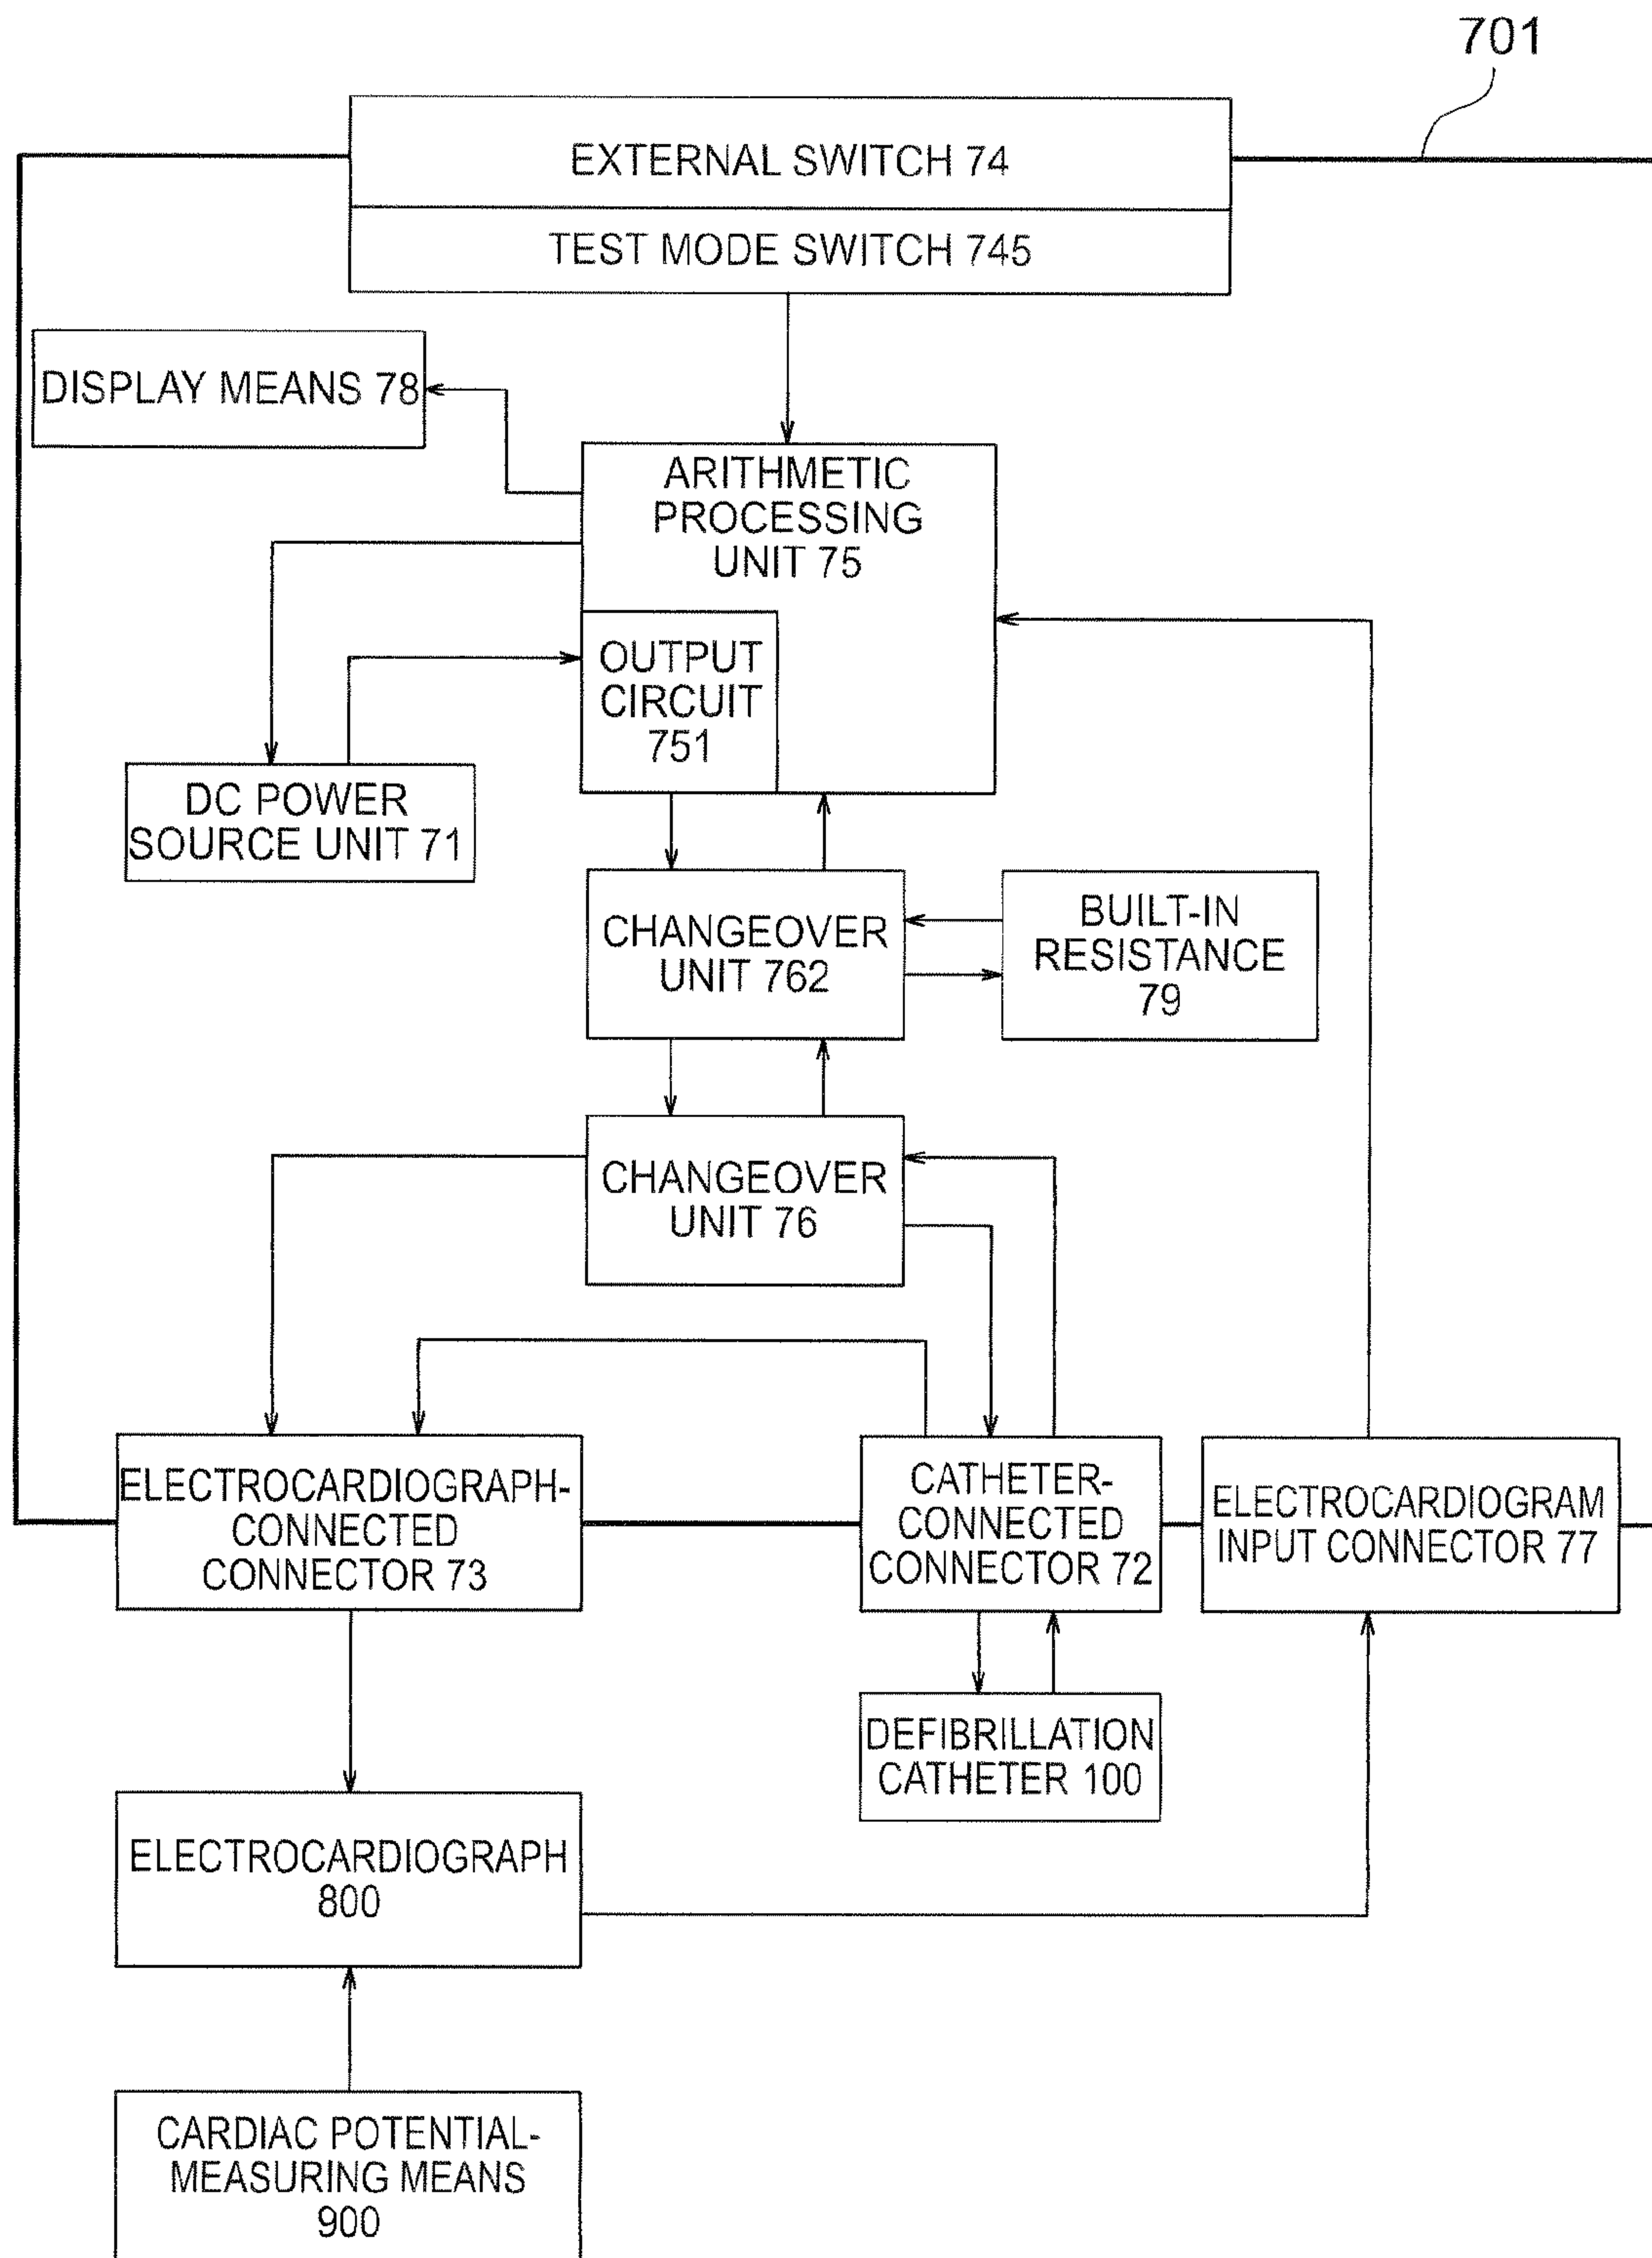 701
EXTERNAL SWITCH 74
TEST MODE SWITCH 745
DISPLAY MEANS 78
ARITHMETIC
PROCESSING
UNIT 75
OUTPUT
CIRCUIT
751
DC POWER
SOURCE UNIT 71
CHANGEOVER
UNIT 762
BUILT-IN
RESISTANCE
79
CHANGEOVER
UNIT 76
ELECTROCARDIOGRAPH-
CONNECTED
CONNECTOR 73
CATHETER-
CONNECTED
CONNECTOR 72
ELECTROCARDIOGRAM
INPUT CONNECTOR 77
DEFIBRILLATION
CATHETER 100
ELECTROCARDIOGRAPH
800
CARDIAC POTENTIAL-
MEASURING MEANS
900